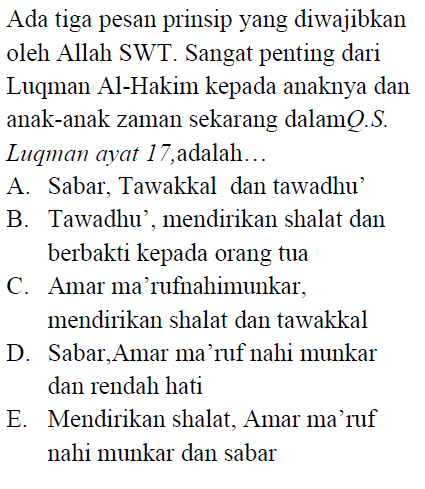 Ada tiga pesan prinsip yang diwajibkan
oleh Allah SWT. Sangat penting dari
Luqman Al-Hakim kepada anaknya dan
anak-anak zaman sekarang dalamQ.S.
Luqman ayat 17,adalah…
A. Sabar, Tawakkal  dan tawadhu’
B. Tawadhu’, mendirikan shalat dan
berbakti kepada orang tua
C. Amar ma’rufnahimunkar,
mendirikan shalat dan tawakkal
D. Sabar,Amar ma’ruf nahi munkar
dan rendah hati
E. Mendirikan shalat, Amar ma’ruf
nahi munkar dan sabar